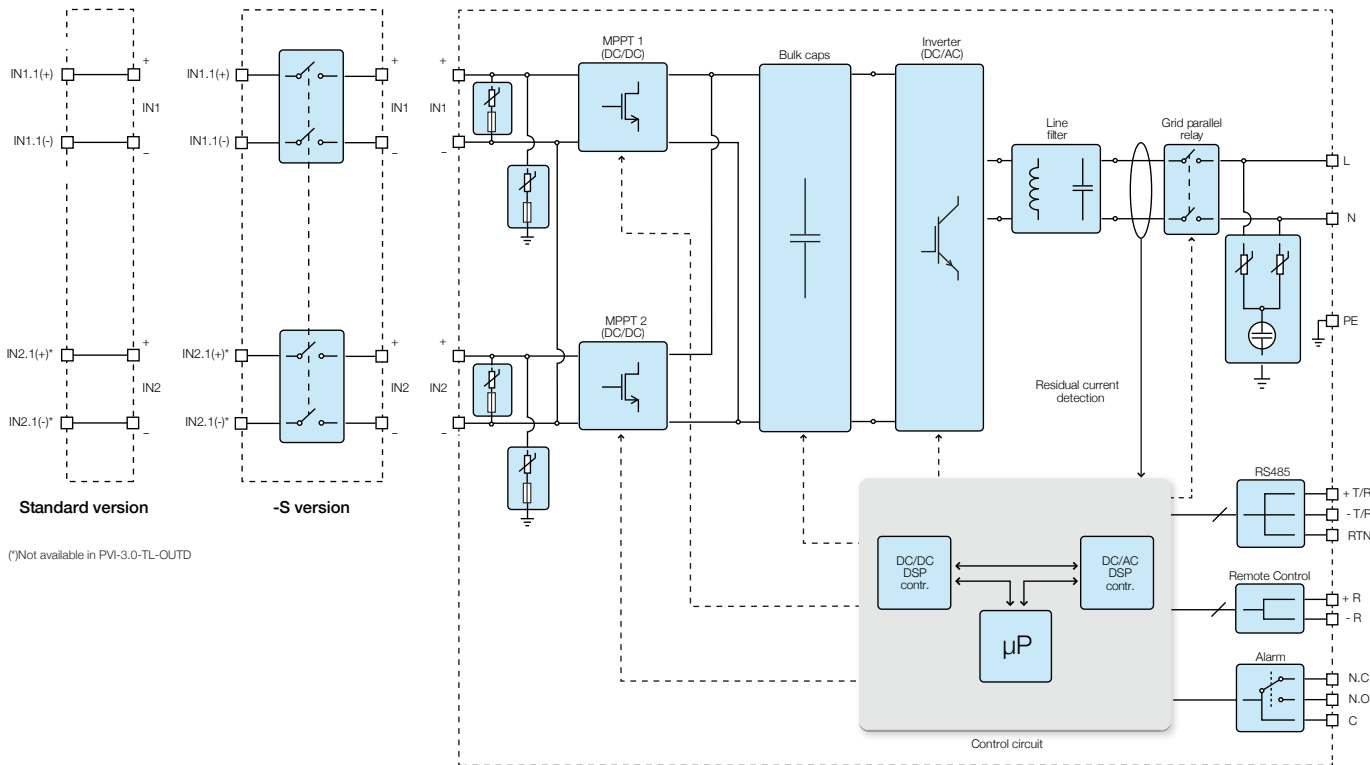 MPPT 1
(DC/DC)
Bulk caps
Inverter
(DC/AC)
+
+
+
IN1.1(+)
IN1.1(+)
IN1
IN1
IN1
Line
filter
Grid parallel
relay
IN1.1(-)
IN1.1(-)
–
–
–
L
N
MPPT 2
(DC/DC)
PE
+
+
+
IN2.1(+)*
IN2.1(+)*
IN2
IN2
IN2
Residual current
detection
IN2.1(-)*
IN2.1(-)*
–
–
–
Standard version
-S version
RS485
+ T/R
- T/R
RTN
(*)Not available in PVI-3.0-TL-OUTD
DC/DC
DSP
contr.
DC/AC
DSP
contr.
µP
Remote Control
+ R
- R
Alarm
N.C
N.O
C
Control circuit